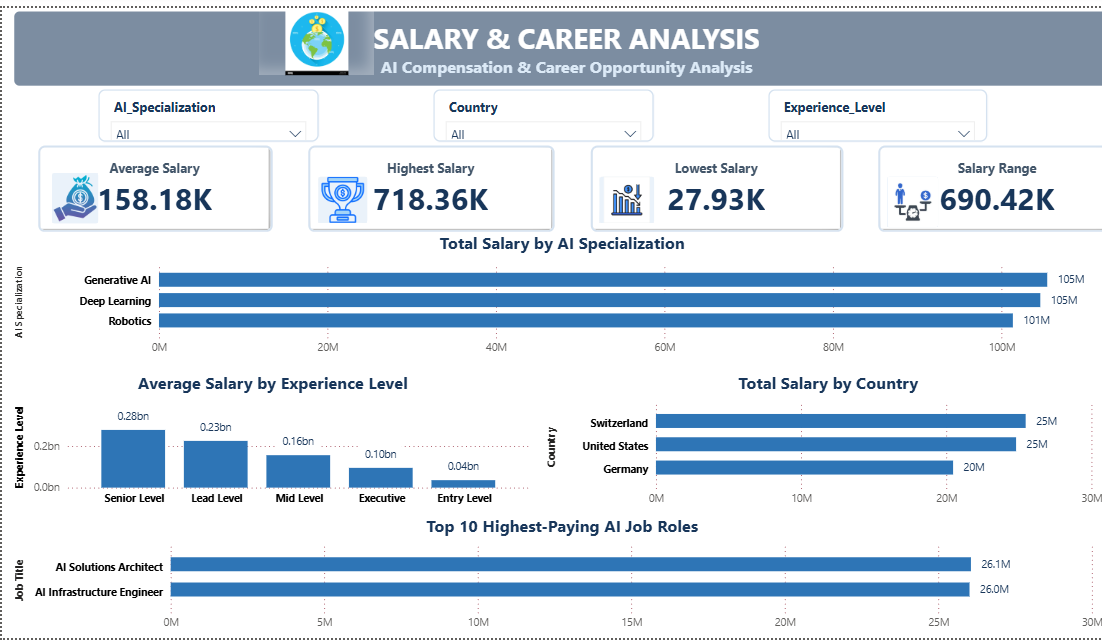 SALARY & CAREER ANALYSIS
AI Compensation & Career Opportunity Analysis
AI_Specialization
Country
Experience_Level
All
All
All
Average Salary
Highest Salary
Lowest Salary
Salary Range
158.18K
718.36K
27.93K
690.42K
Total Salary by AI Specialization
AI Specialization
Generative AI
105M
Deep Learning
105M
Robotics
101M
0M
20M
40M
60M
80M
100M
Average Salary by Experience Level
Experience Level
0.2bn
0.0bn
0.28bn
0.23bn
0.16bn
0.10bn
0.04bn
Senior Level
Lead Level
Mid Level
Executive
Entry Level
Total Salary by Country
Country
Switzerland
25M
United States
25M
Germany
20M
0M
10M
20M
30M
Top 10 Highest-Paying AI Job Roles
Job Title
AI Solutions Architect
26.1M
AI Infrastructure Engineer
26.0M
0M
5M
10M
15M
20M
25M
30M